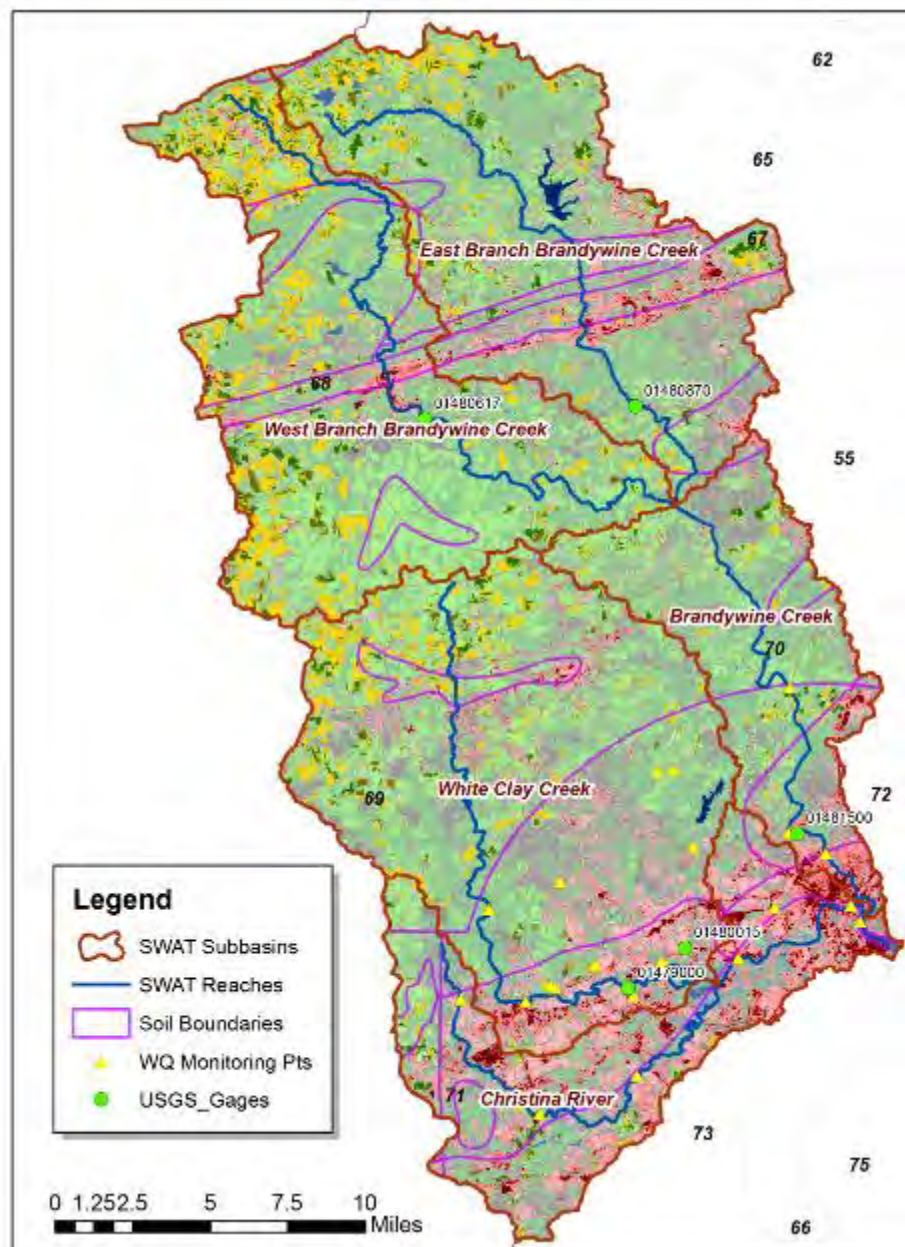 62
65
67
East Branch Brandywine Creek
68
01480617
01480870
West Branch Brandywine Creek
55
Brandywine Creek
70
White Clay Creek
69
72
01481500
01480015
01479000
71
Christina River
73
75
66
Legend
SWAT Subbasins
SWAT Reaches
Soil Boundaries
WQ Monitoring Pts
USGS_Gages
0 1.252.5 5 7.5 10
Miles